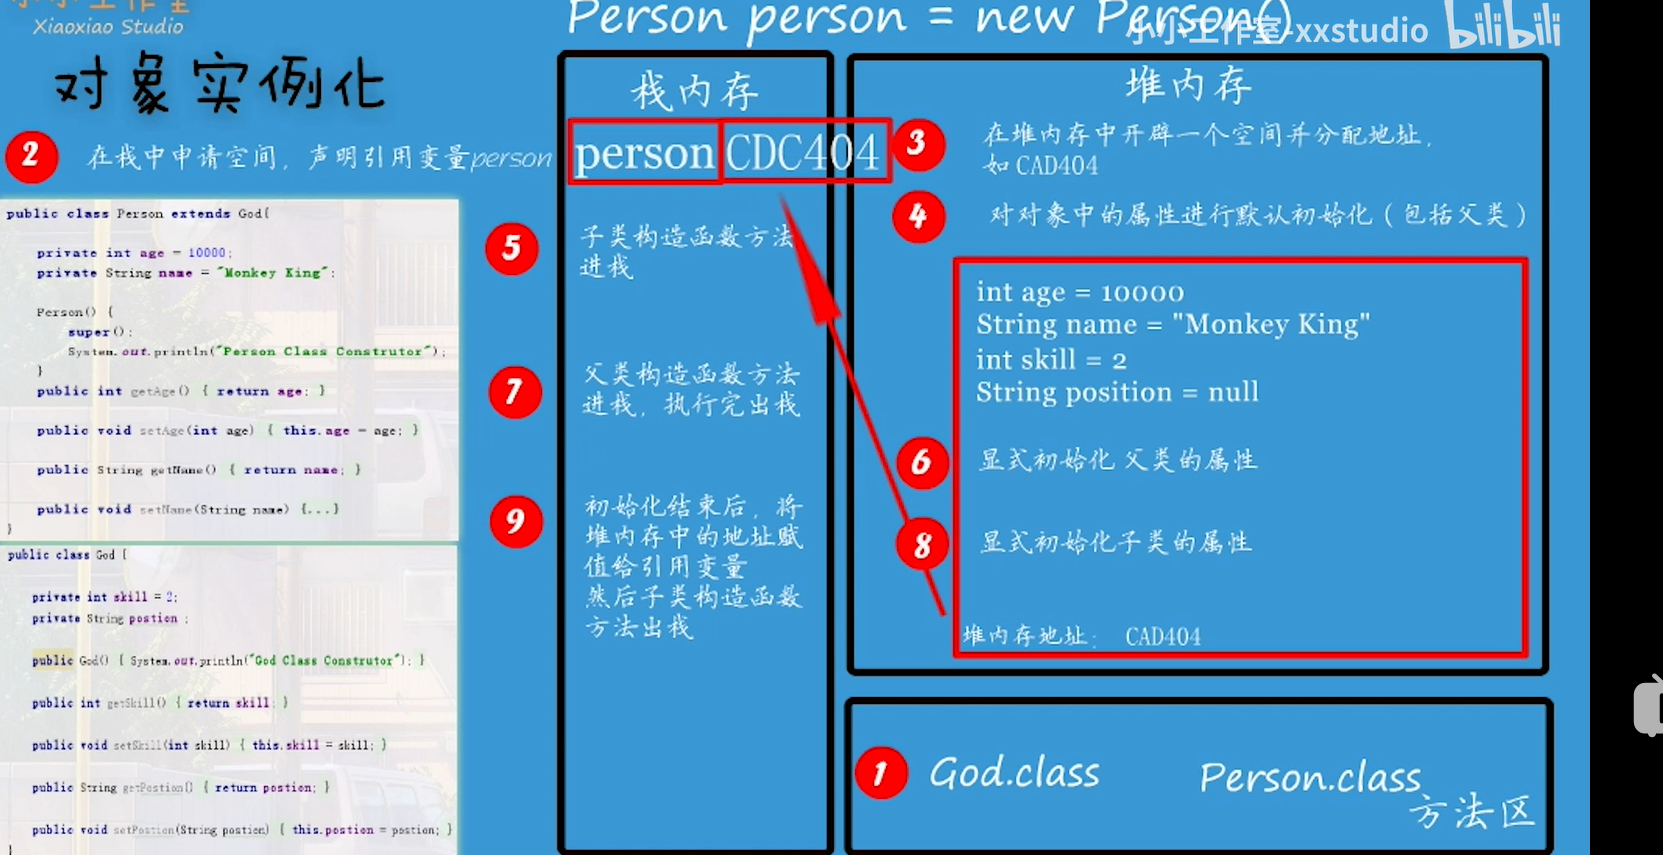 小小工作室
Xiaoxiao Studio
对象实例化
Person person = new Person()
小小工作室-xxstudio bilibili
2 在栈中申请空间，声明引用变量person
public class Person extends God{
private int age = 10000;
private String name = "Monkey King";
Person() {
super();
System.out.println("Person Class Construtor");
}
public int getAge() { return age; }
public void setAge(int age) { this.age = age; }
public String getName() { return name; }
public void setName(String name) {...}
}
public class God {
private int skill = 2;
private String postion ;
public God() { System.out.println("God Class Construtor"); }
public int getSkill() { return skill; }
public void setSkill(int skill) { this.skill = skill; }
public String getPostion() { return postion; }
public void setPostion(String postion) { this.postion = postion; }
}
栈内存
person CDC404
5 子类构造函数方法
进栈
7 父类构造函数方法
进栈，执行完出栈
9 初始化结束后，将
堆内存中的地址赋
值给引用变量
然后子类构造函数
方法出栈
堆内存
3 在堆内存中开辟一个空间并分配地址，
如 CAD404
4 对对象中的属性进行默认初始化（包括父类）
int age = 10000
String name = "Monkey King"
int skill = 2
String position = null
6 显式初始化 父类的属性
8 显式初始化子类的属性
堆内存地址： CAD404
1 God.class Person.class
方法区